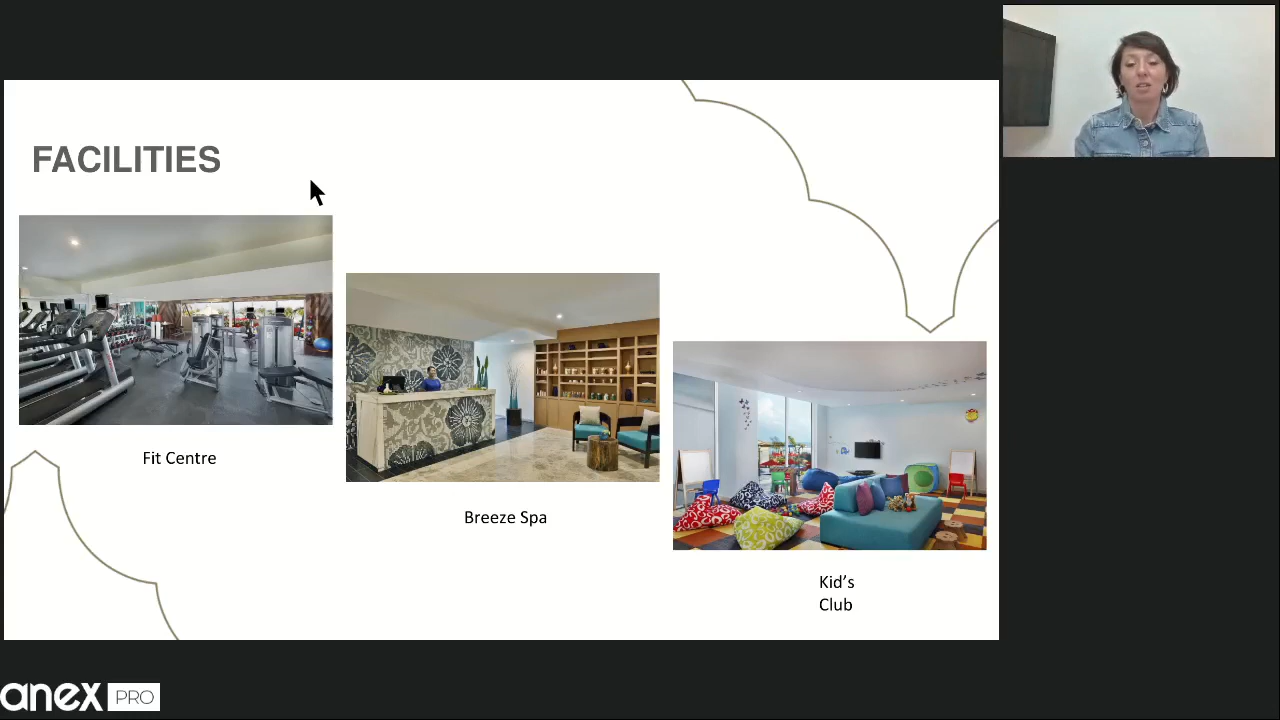 FACILITIES
Fit Centre
Breeze Spa
Kid's
Club
anex PRO